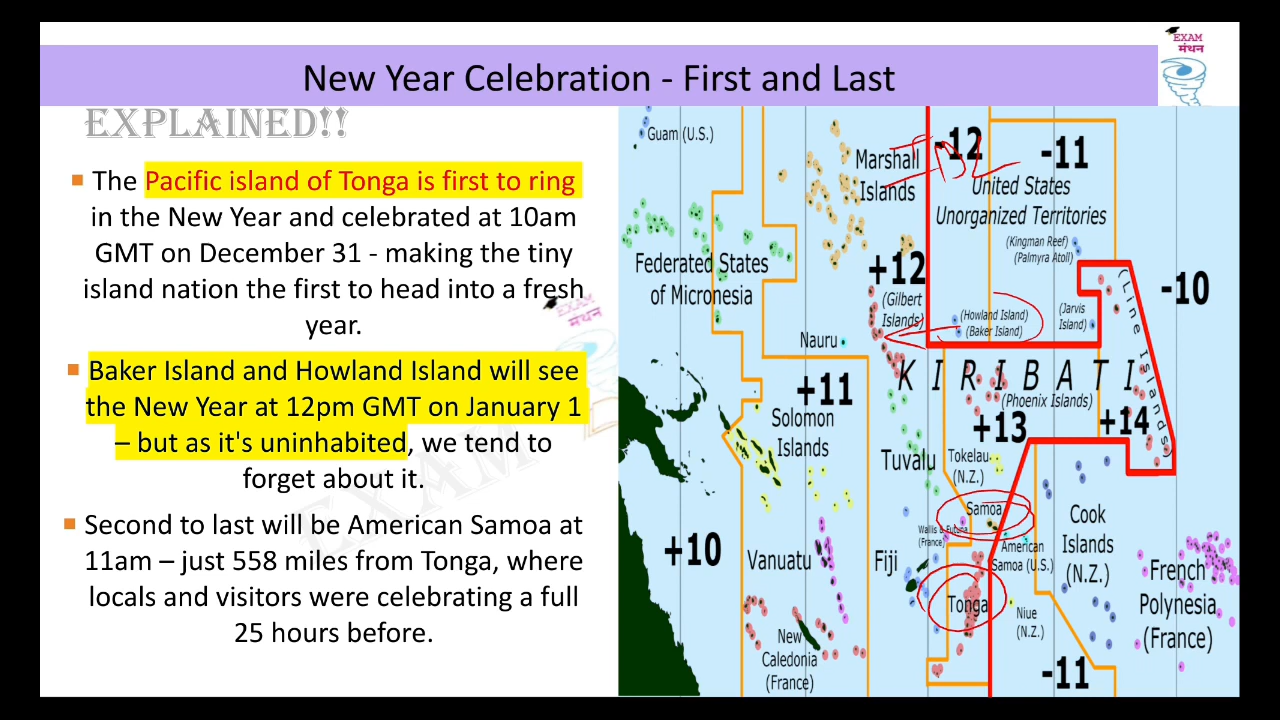 New Year Celebration - First and Last
EXAM
मंथन
EXPLAINED!!
The Pacific island of Tonga is first to ring
in the New Year and celebrated at 10am
GMT on December 31 - making the tiny
island nation the first to head into a fresh
year.
Baker Island and Howland Island will see
the New Year at 12pm GMT on January 1
– but as it's uninhabited, we tend to
forget about it.
Second to last will be American Samoa at
11am – just 558 miles from Tonga, where
locals and visitors were celebrating a full
25 hours before.
EXAM
Guam (U.S.)
Marshall
Islands
-12
IDL
-11
United States
Unorganized Territories
(Kingman Reef)
(Palmyra Atoll)
Federated States
of Micronesia
+12
(Gilbert
Islands)
(Howland Island)
(Baker Island)
(Jarvis
Island)
(Line Islands)
-10
Nauru
KIRIBATI
(Phoenix Islands)
+11
+13
+14
Solomon
Islands
Tuvalu
Tokelau
(N.Z.)
Samoa
Wallis & Futuna
(France)
American
Samoa (U.S.)
Cook
Islands
(N.Z.)
+10
Vanuatu
Fiji
Tonga
Niue
(N.Z.)
French
Polynesia
(France)
New
Caledonia
(France)
-11